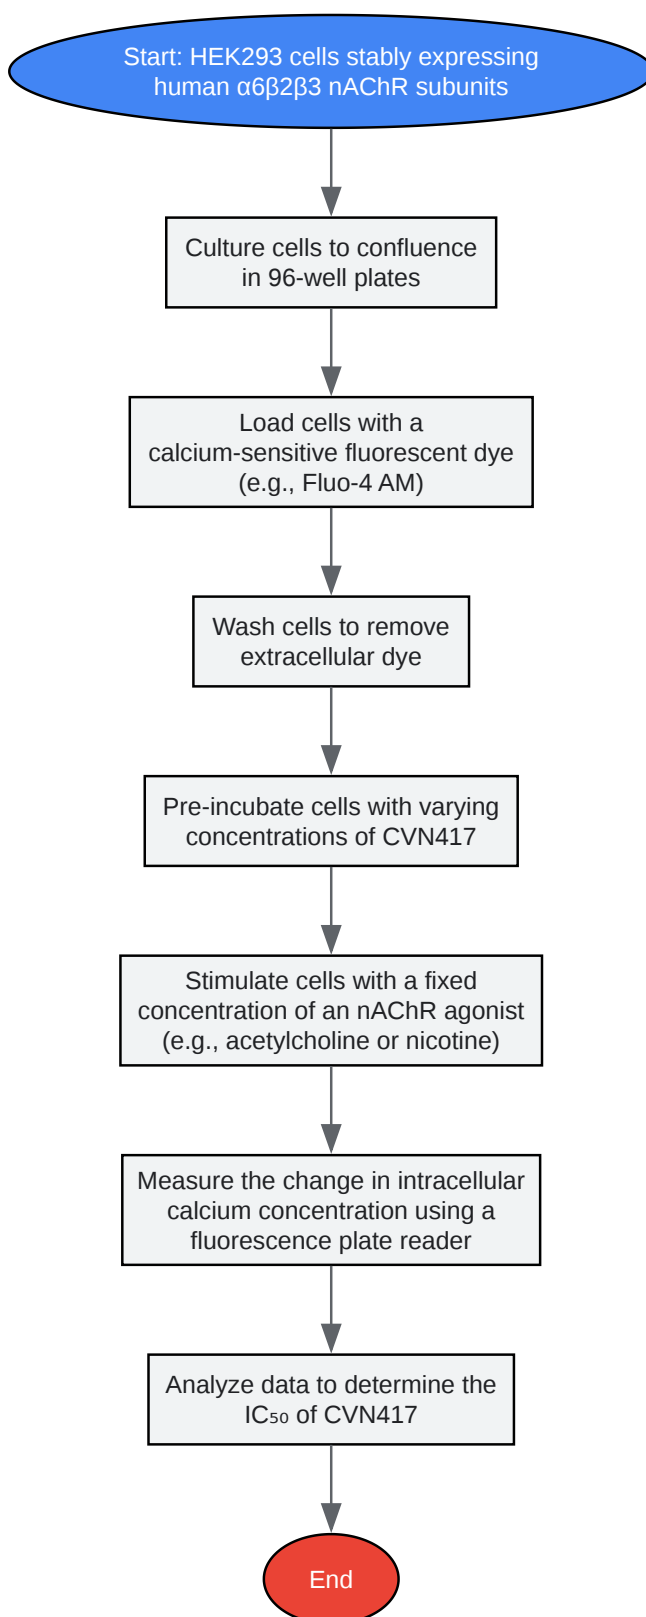 Start: HEK293 cells stably expressing
human α6β2β3 nAChR subunits
Culture cells to confluence
in 96-well plates
Load cells with a
calcium-sensitive fluorescent dye
(e.g., Fluo-4 AM)
Wash cells to remove
extracellular dye
Pre-incubate cells with varying
concentrations of CVN417
Stimulate cells with a fixed
concentration of an nAChR agonist
(e.g., acetylcholine or nicotine)
Measure the change in intracellular
calcium concentration using a
fluorescence plate reader
Analyze data to determine the
IC₅₀ of CVN417
End